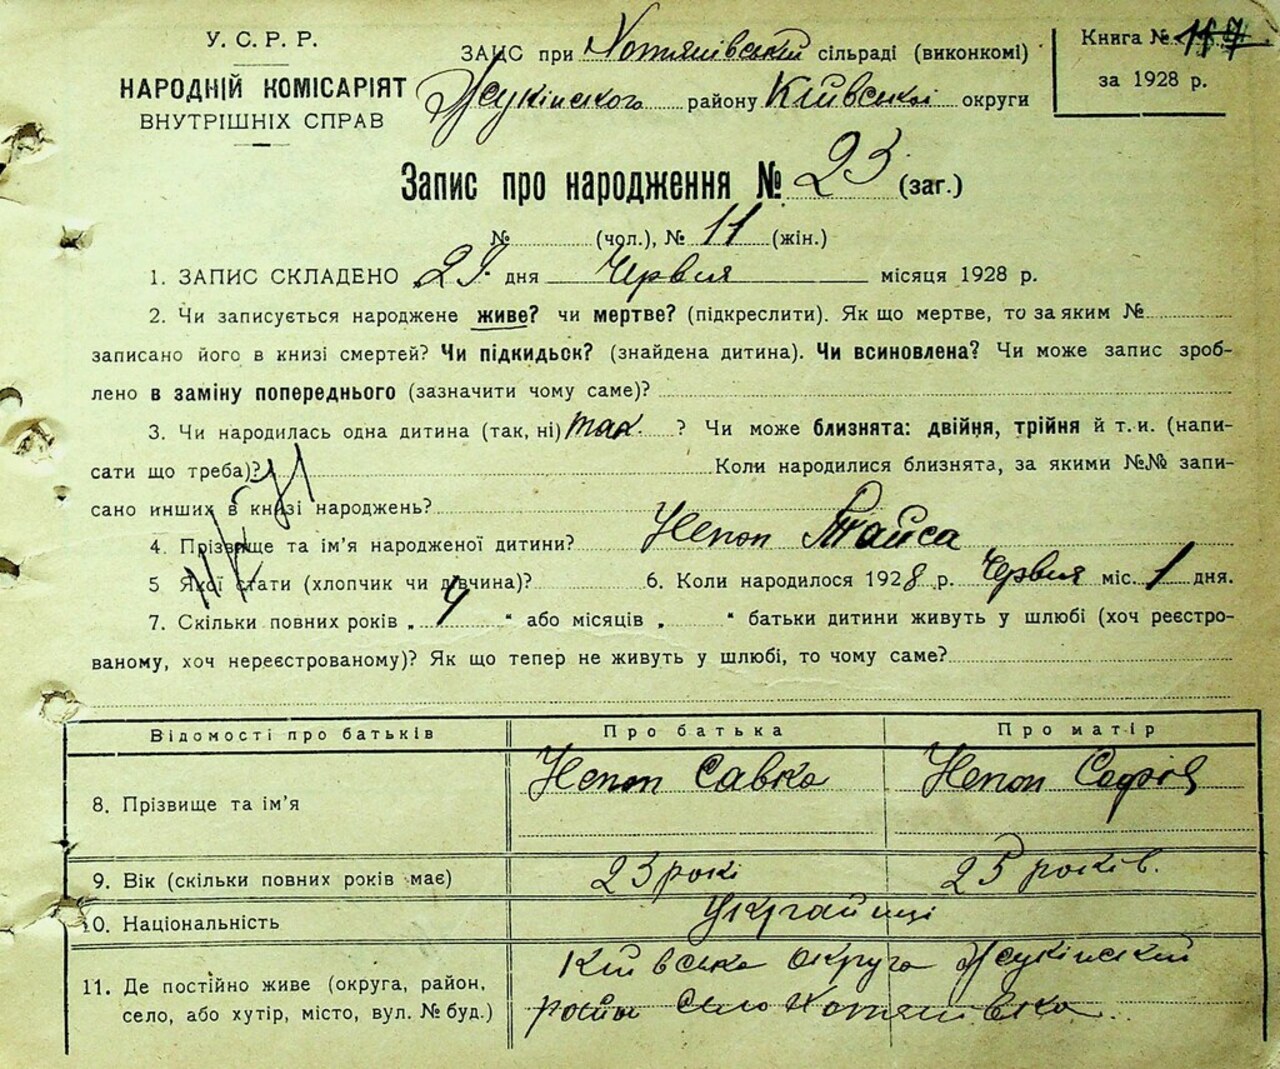 У. С. Р. Р.
НАРОДНІЙ КОМІСАРІЯТ
ВНУТРІШНІХ СПРАВ
ЗАГС при Хотянівській сільраді (виконкомі)
Жукінського району Київської округи
Книга № 117
за 1928 р.
Запис про народження № 23 (заг.)
№ (чол.), № 11 (жін.)
1. ЗАПИС СКЛАДЕНО дня Червня місяця 1928 р.
2. Чи записується народжене живе? чи мертве? (підкреслити). Як що мертве, то за яким №
записано його в книзі смертей? Чи підкидьок? (знайдена дитина). Чи всиновлена? Чи може запис зроб-
лено в заміну попереднього (зазначити чому саме)?
3. Чи народилась одна дитина (так, ні) так ? Чи може близнята: двійня, трійня й т. и. (напи-
сати що треба)? Коли народилися близнята, за якими №№ запи-
сано инших в книзі народжень?
4. Прізвище та ім'я народженої дитини? Непоп Таїса
5 Якої стати (хлопчик чи дівчина)? 6. Коли народилося 1928 р. Червня міс. 1 дня.
7. Скільки повних років „ 4 " або місяців „ " батьки дитини живуть у шлюбі (хоч реєстро-
ваному, хоч нереєстрованому)? Як що тепер не живуть у шлюбі, то чому саме?
Відомості про батьків Про батька Про матір
8. Прізвище та ім'я Непоп Савка Непоп Софія
9. Вік (скільки повних років має) 23 рокі 25 років.
10. Національність Українці
11. Де постійно живе (округа, район, Київська округа Жукінский
село, або хутір, місто, вул. № буд.) район Село Хотянівка